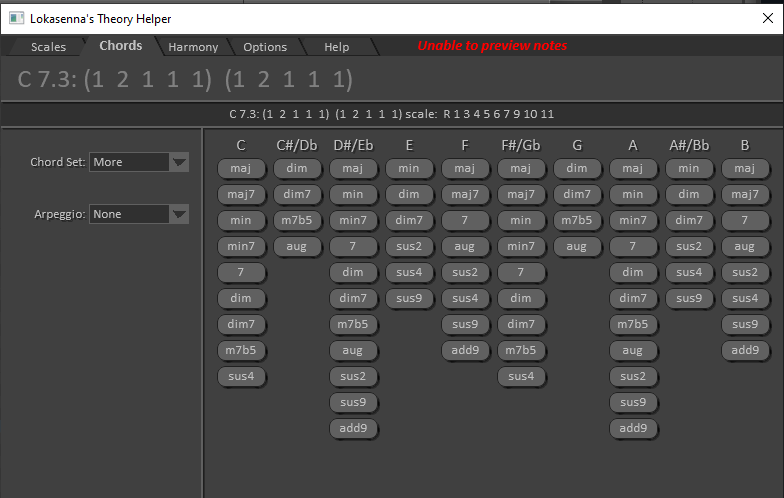 Lokasenna's Theory Helper
Scales Chords Harmony Options Help Unable to preview notes
C 7.3: (1 2 1 1 1) (1 2 1 1 1)
C 7.3: (1 2 1 1 1) (1 2 1 1 1) scale: R 1 3 4 5 6 7 9 10 11
Chord Set: More
Arpeggio: None
C C#/Db D#/Eb E F F#/Gb G A A#/Bb B
maj dim maj min maj maj dim maj min maj
maj7 dim7 min dim maj7 maj7 dim7 min dim maj7
min m7b5 min7 dim7 7 min m7b5 min7 dim7 7
min7 aug 7 sus2 aug min7 aug 7 sus2 aug
7 dim sus4 sus2 7 dim sus4 sus2
dim dim7 sus9 sus4 dim dim7 sus9 sus4
dim7 m7b5 sus9 dim7 m7b5 sus9
m7b5 aug add9 m7b5 aug add9
sus4 sus2 sus4 sus2
sus9 sus9
add9 add9